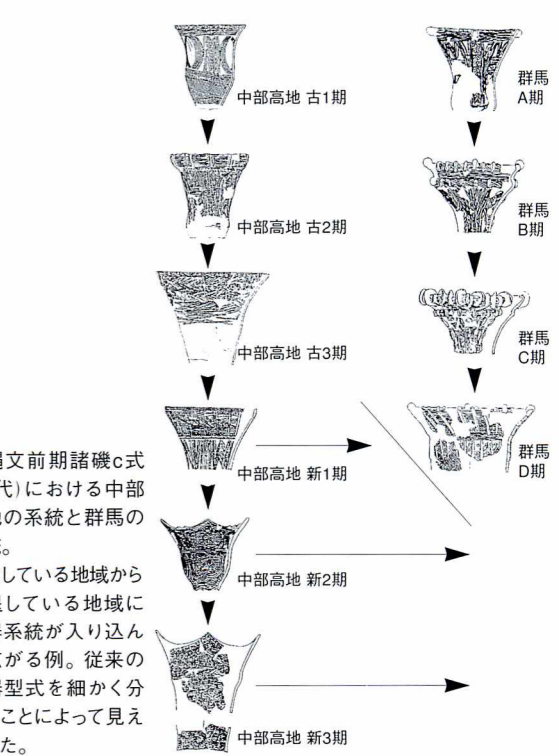 中部高地 古1期
群馬
A期
中部高地 古2期
群馬
B期
中部高地 古3期
群馬
C期
中部高地 新1期
群馬
D期
中部高地 新2期
中部高地 新3期
文前期諸磯c式
代)における中部
の系統と群馬の
。
している地域から
している地域に
系統が入り込ん
がる例。従来の
型式を細かく分
ことによって見え
た。